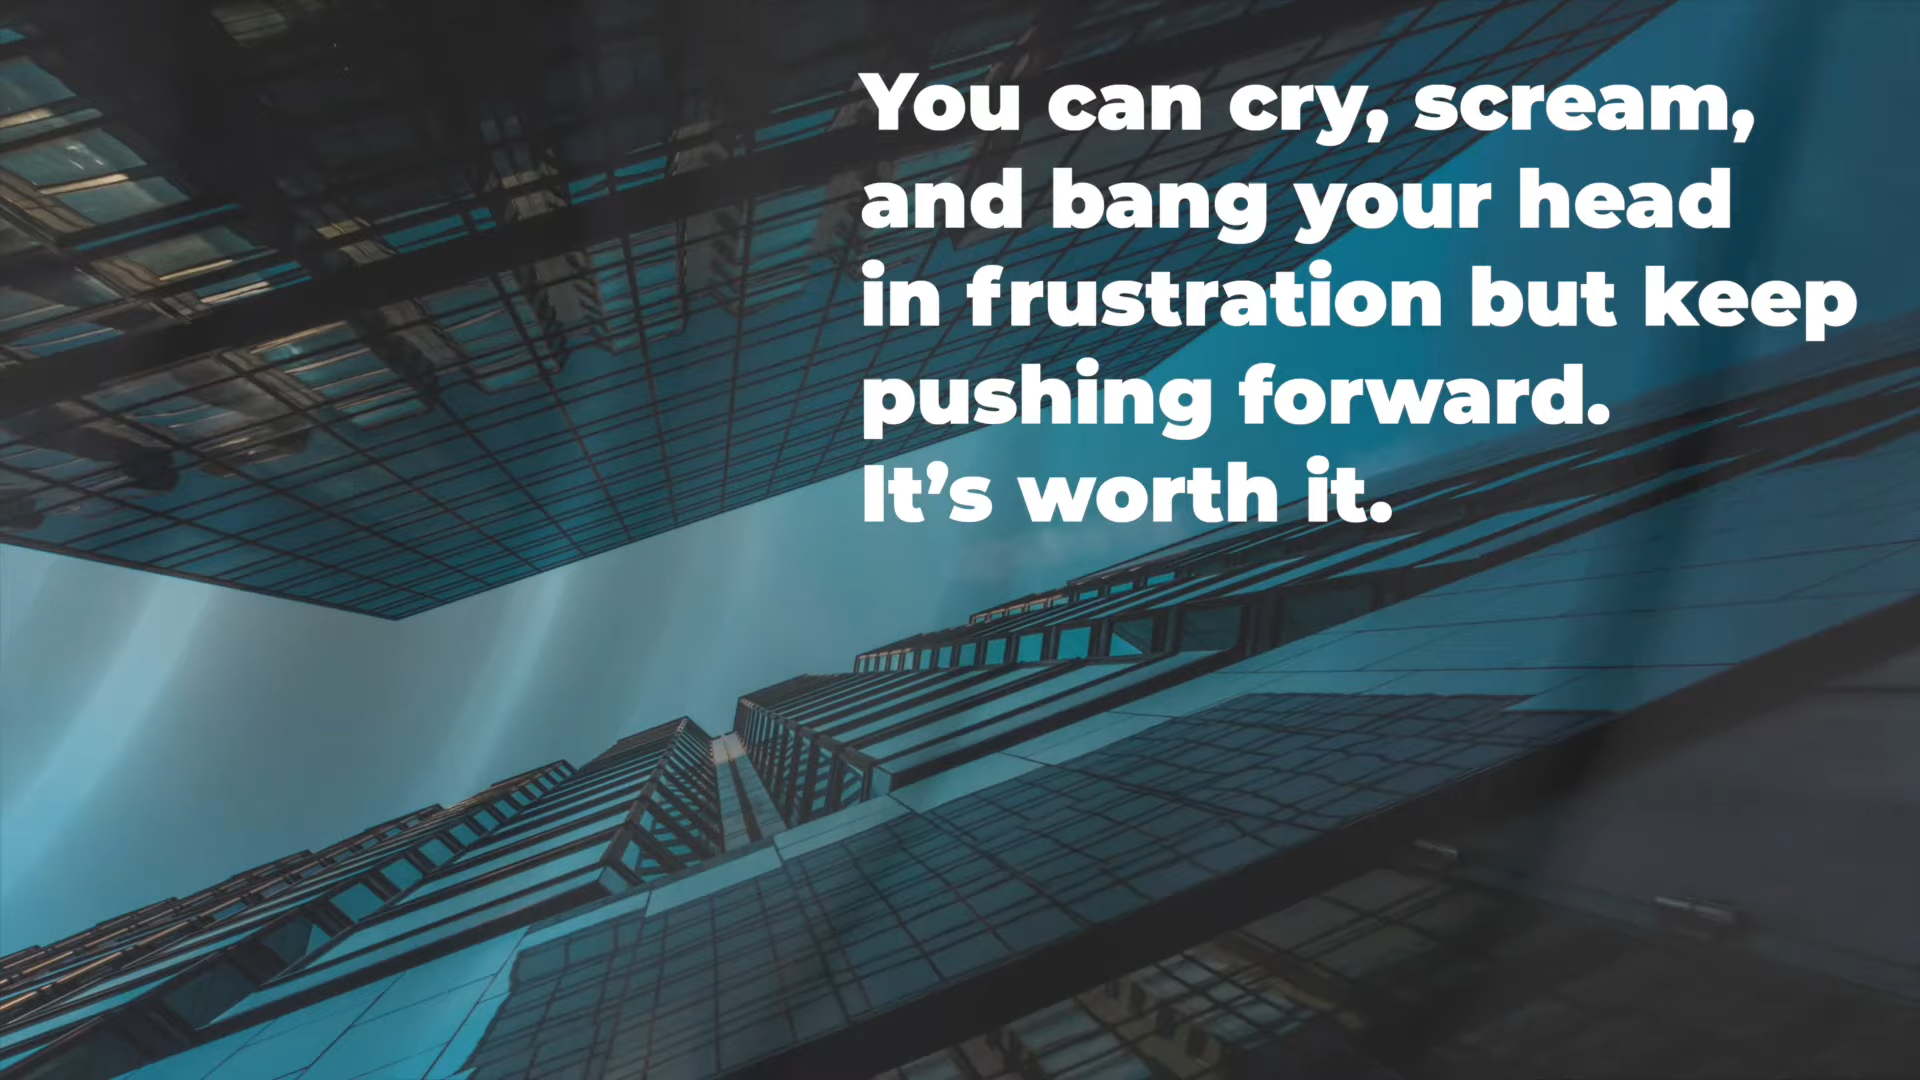 You can cry, scream,
and bang your head
in frustration but keep
pushing forward.
It’s worth it.